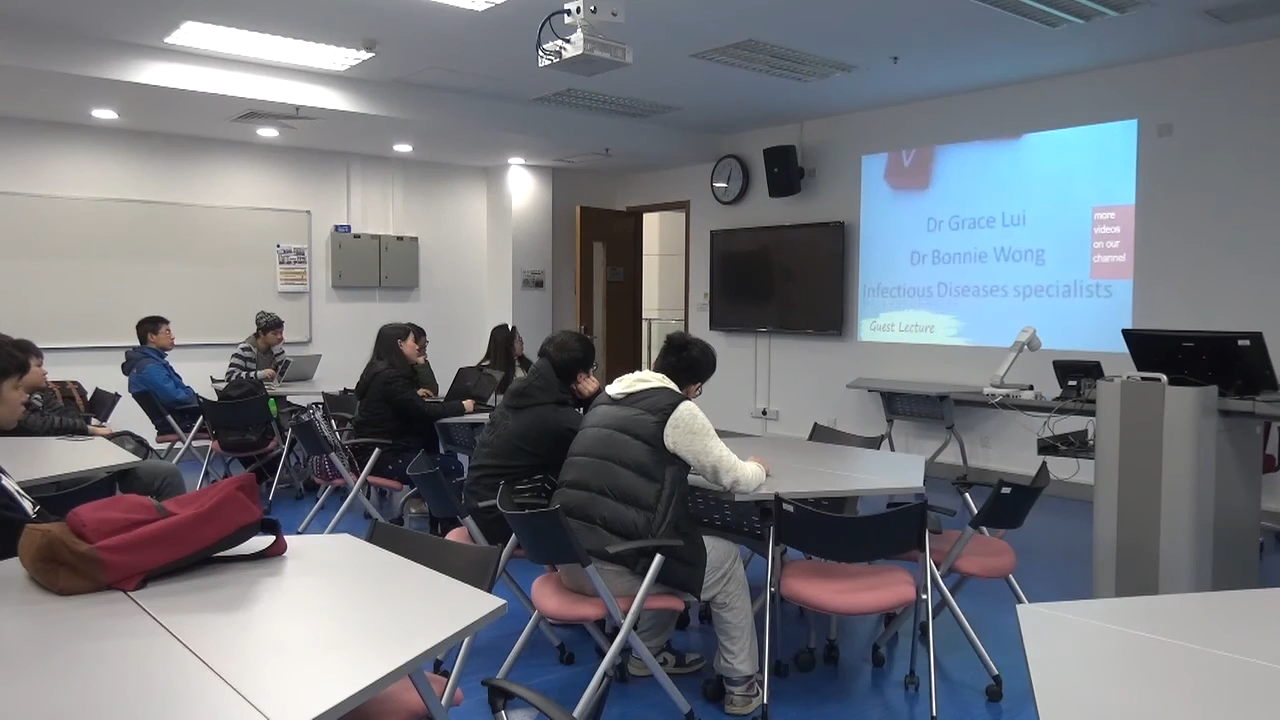 V
Dr Grace Lui
Dr Bonnie Wong
Infectious Diseases specialists
Guest Lecture
more
videos
on our
channel